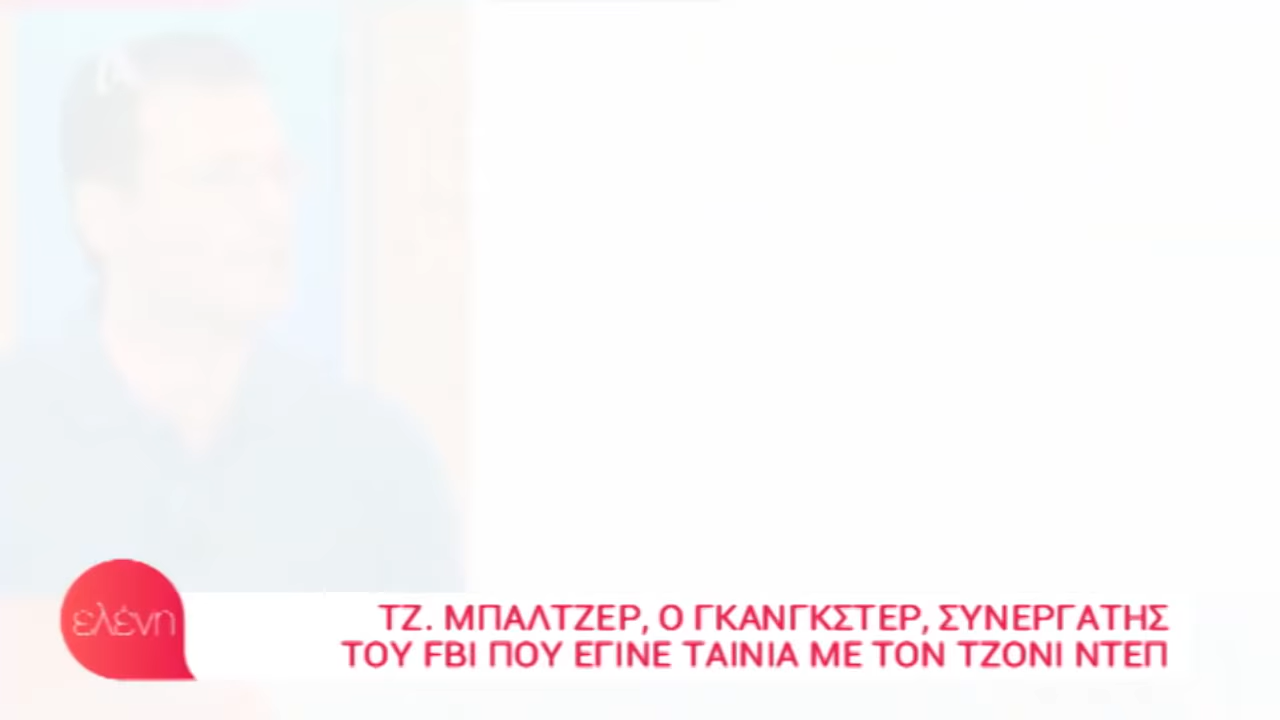 ελένη
ΤΖ. ΜΠΑΛΤΖΕΡ, Ο ΓΚΑΝΓΚΣΤΕΡ, ΣΥΝΕΡΓΑΤΗΣ
ΤΟΥ FBI ΠΟΥ ΕΓΙΝΕ ΤΑΙΝΙΑ ΜΕ ΤΟΝ ΤΖΟΝΙ ΝΤΕΠ